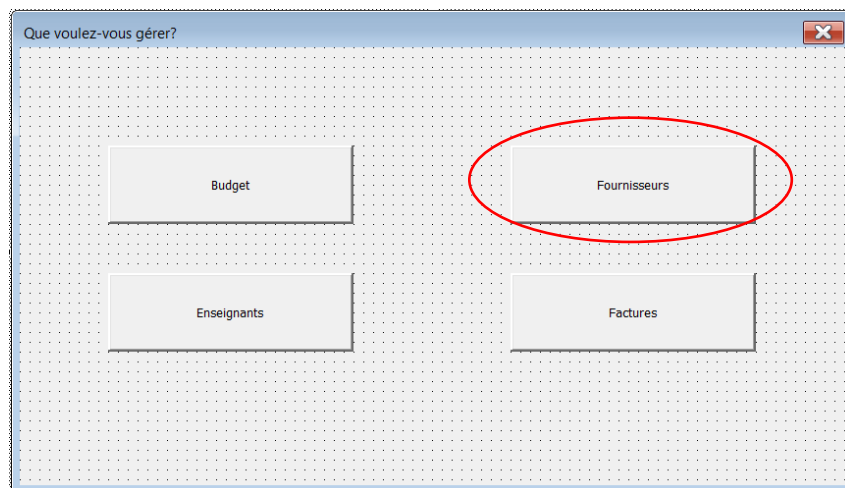 Que voulez-vous gérer?
Budget
Fournisseurs
Enseignants
Factures